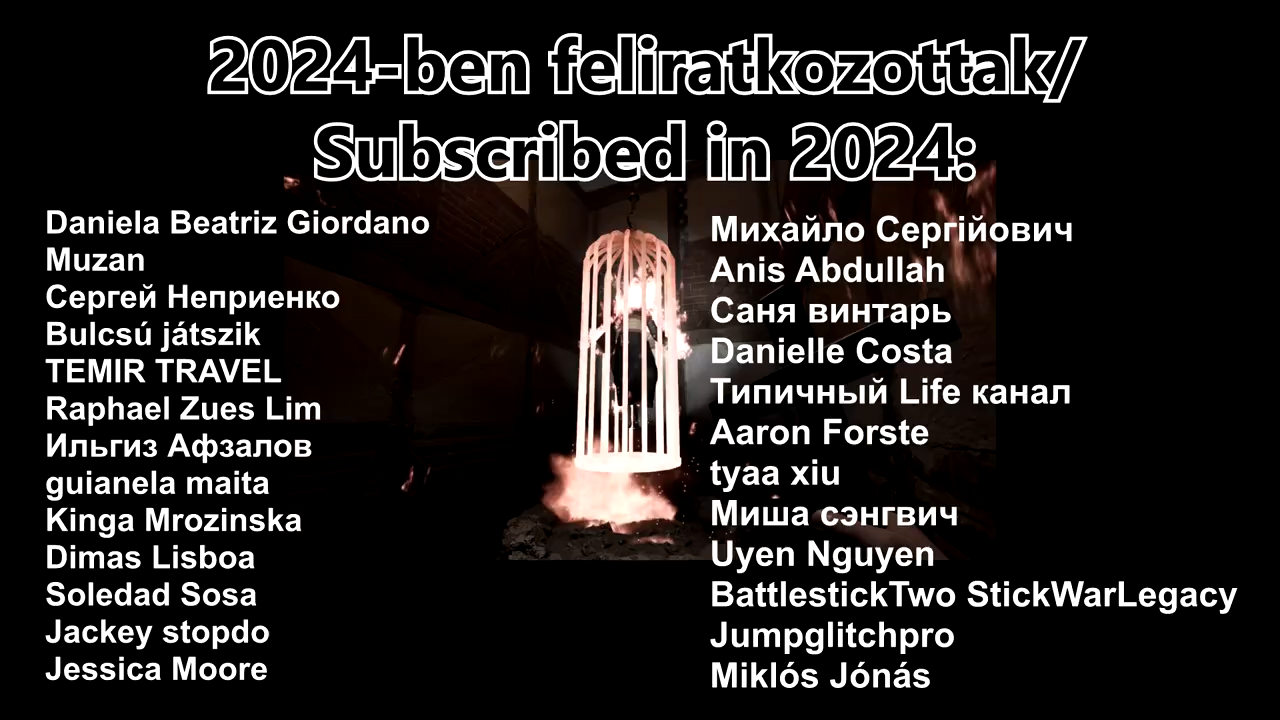 2024-ben feliratkozottak/
Subscribed in 2024:
Daniela Beatriz Giordano
Muzan
Сергей Неприенко
Bulcsú játszik
TEMIR TRAVEL
Raphael Zues Lim
Ильгиз Афзалов
guianela maita
Kinga Mrozinska
Dimas Lisboa
Soledad Sosa
Jackey stopdo
Jessica Moore
Михайло Сергійович
Anis Abdullah
Саня винтарь
Danielle Costa
Типичный Life канал
Aaron Forste
tyaa xiu
Миша сэнгвич
Uyen Nguyen
BattlestickTwo StickWarLegacy
Jumpglitchpro
Miklós Jónás